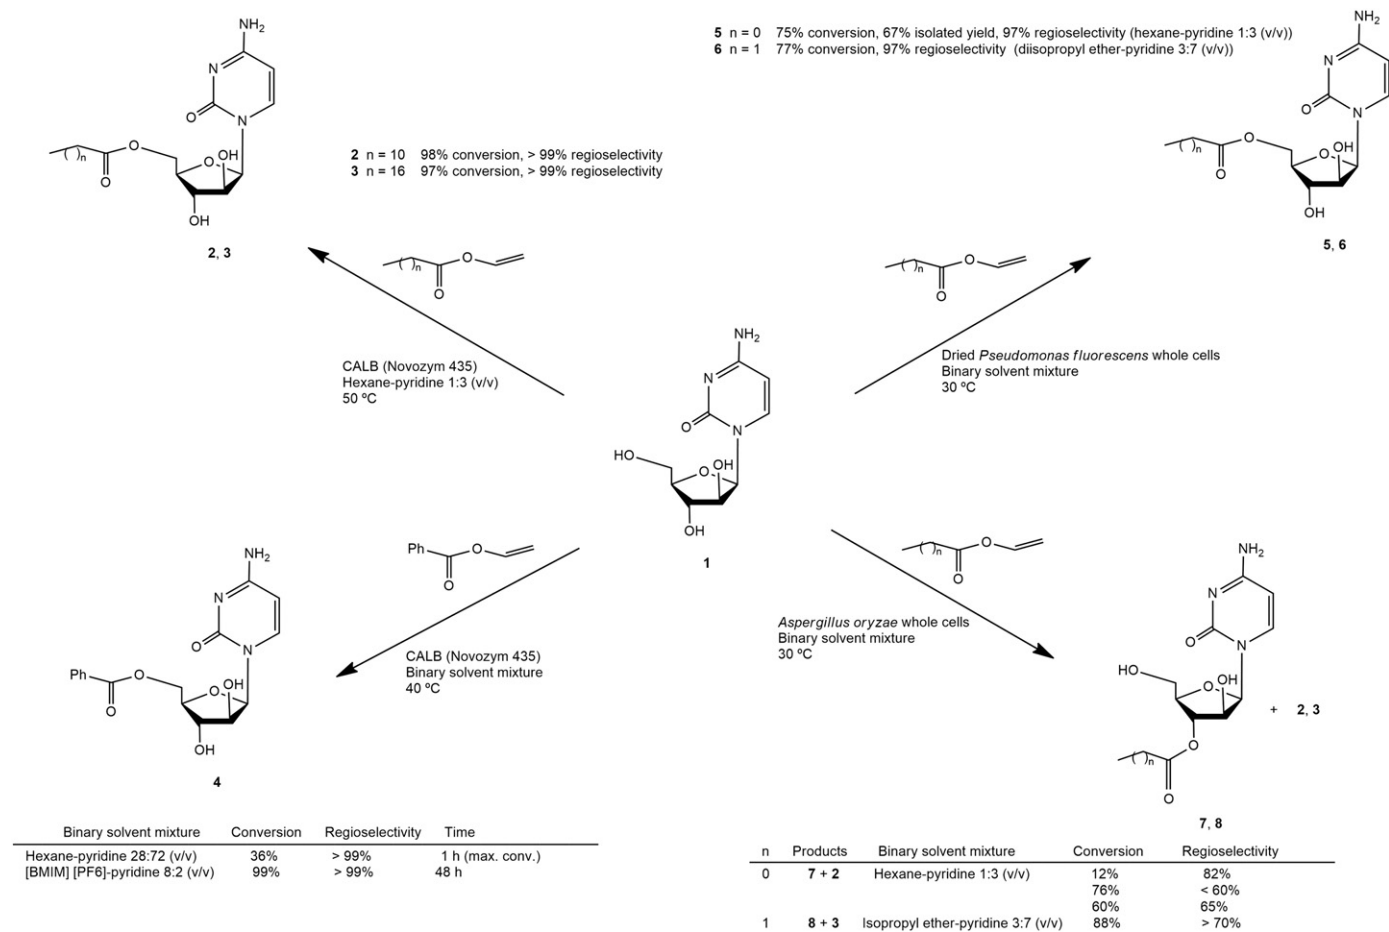 NH2
N
O
N
O
O
OH
( )n
O
OH
2, 3
2 n = 10 98% conversion, > 99% regioselectivity
3 n = 16 97% conversion, > 99% regioselectivity
5 n = 0 75% conversion, 67% isolated yield, 97% regioselectivity (hexane-pyridine 1:3 (v/v))
6 n = 1 77% conversion, 97% regioselectivity (diisopropyl ether-pyridine 3:7 (v/v))
NH2
N
O
N
O
O
OH
( )n
O
OH
5, 6
( )n
O
O
CALB (Novozym 435)
Hexane-pyridine 1:3 (v/v)
50 ºC
( )n
O
O
Dried Pseudomonas fluorescens whole cells
Binary solvent mixture
30 ºC
NH2
N
O
N
HO
O
OH
OH
1
Ph
O
O
CALB (Novozym 435)
Binary solvent mixture
40 ºC
( )n
O
O
Aspergillus oryzae whole cells
Binary solvent mixture
30 ºC
NH2
N
O
N
Ph
O
O
OH
O
OH
4
NH2
N
O
N
HO
O
OH
O
( )n
O
+ 2, 3
7, 8
Binary solvent mixture Conversion Regioselectivity Time
Hexane-pyridine 28:72 (v/v) 36% > 99% 1 h (max. conv.)
[BMIM] [PF6]-pyridine 8:2 (v/v) 99% > 99% 48 h
n Products Binary solvent mixture Conversion Regioselectivity
0 7 + 2 Hexane-pyridine 1:3 (v/v) 12% 82%
76% < 60%
60% 65%
1 8 + 3 Isopropyl ether-pyridine 3:7 (v/v) 88% > 70%